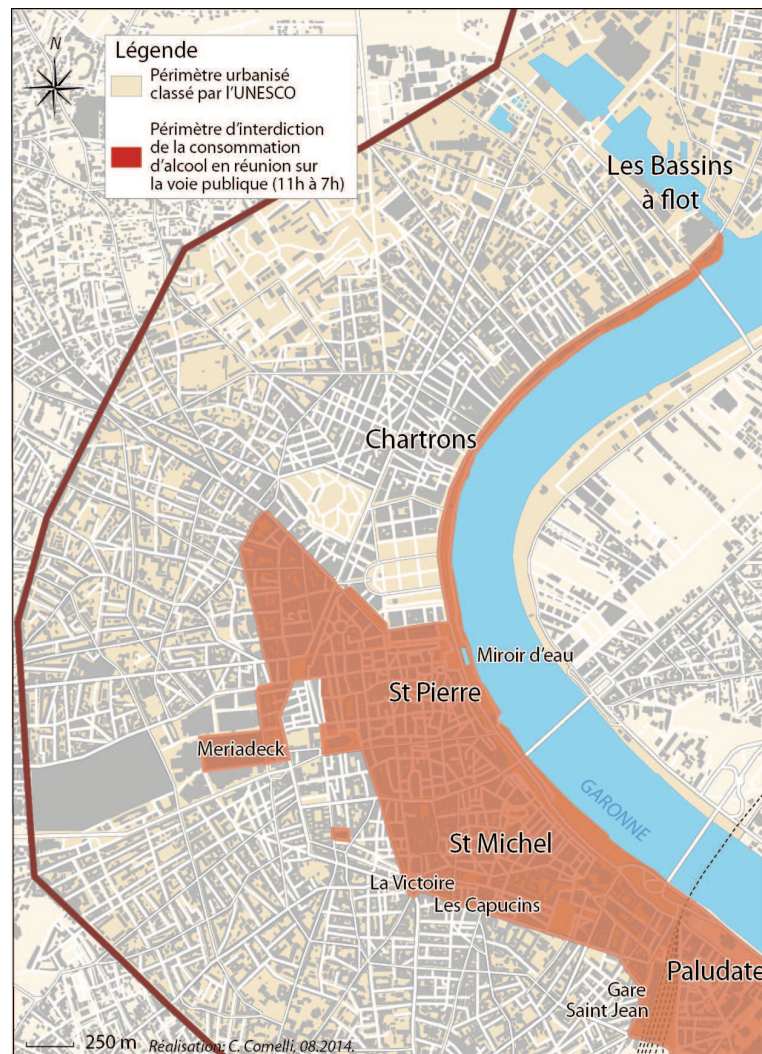 N
Légende
Périmètre urbanisé
classé par l'UNESCO
Périmètre d'interdiction
de la consommation
d'alcool en réunion sur
la voie publique (11h à 7h)
Les Bassins
à flot
Chartrons
Miroir d'eau
St Pierre
Meriadeck
GARONNE
St Michel
La Victoire
Les Capucins
Paludate
Gare
Saint Jean
250 m
Réalisation: C. Comelli, 08.2014.